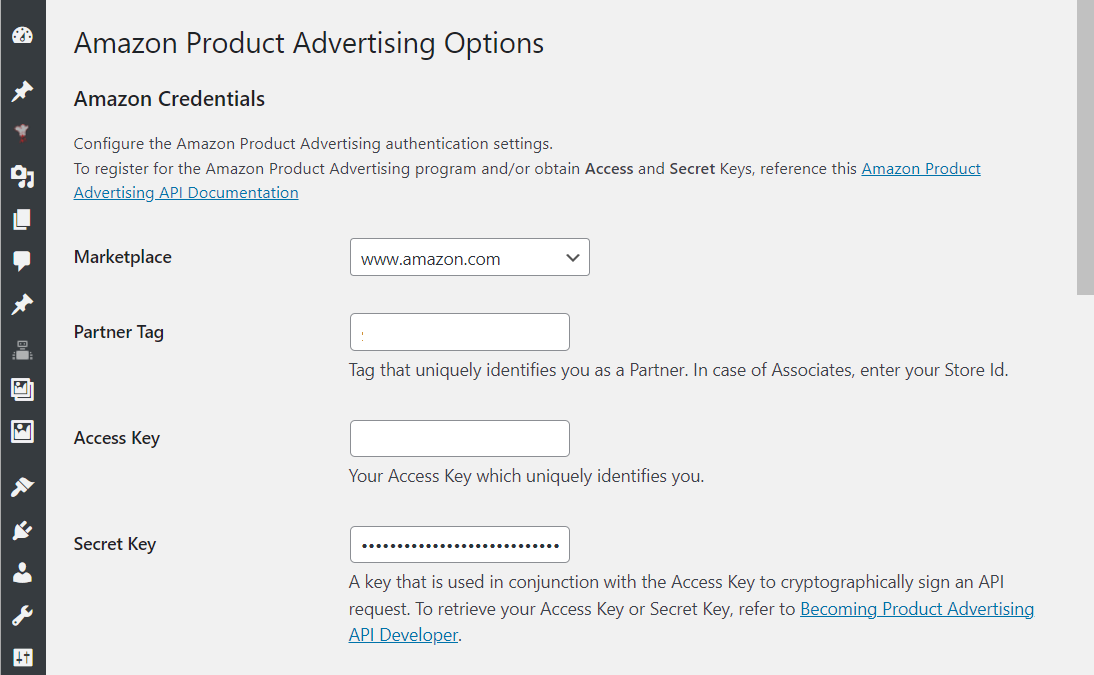 Amazon Product Advertising Options
Amazon Credentials
Configure the Amazon Product Advertising authentication settings.
To register for the Amazon Product Advertising program and/or obtain Access and Secret Keys, reference this Amazon Product
Advertising API Documentation
Marketplace
www.amazon.com
Partner Tag
Tag that uniquely identifies you as a Partner. In case of Associates, enter your Store Id.
Access Key
Your Access Key which uniquely identifies you.
Secret Key
••••••••••••••••••••••••••••
A key that is used in conjunction with the Access Key to cryptographically sign an API
request. To retrieve your Access Key or Secret Key, refer to Becoming Product Advertising
API Developer.